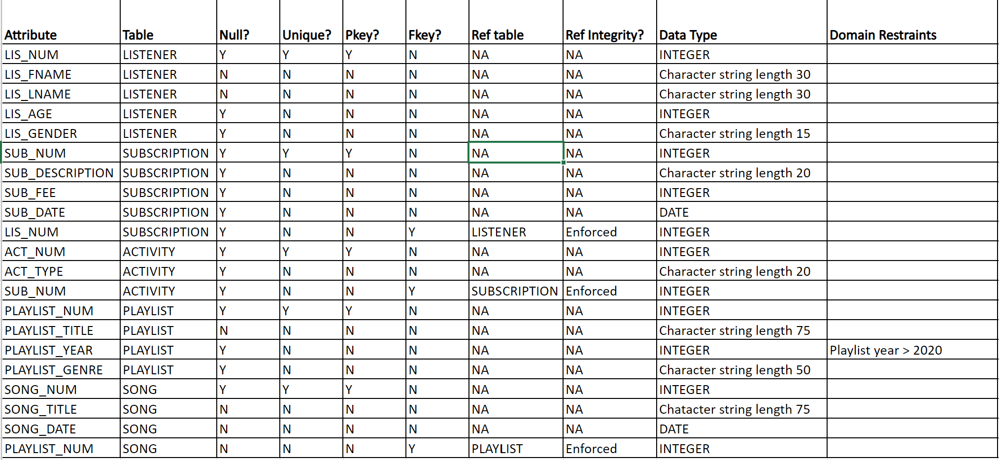 Attribute Table Null? Unique? Pkey? Fkey? Ref table Ref Integrity? Data Type Domain Restraints
LIS_NUM LISTENER Y Y Y N NA NA INTEGER
LIS_FNAME LISTENER N N N N NA NA Character string length 30
LIS_LNAME LISTENER N N N N NA NA Character string length 30
LIS_AGE LISTENER Y N N N NA NA INTEGER
LIS_GENDER LISTENER Y N N N NA NA Character string length 15
SUB_NUM SUBSCRIPTION Y Y Y N NA NA INTEGER
SUB_DESCRIPTION SUBSCRIPTION Y N N N NA NA Character string length 20
SUB_FEE SUBSCRIPTION Y N N N NA NA INTEGER
SUB_DATE SUBSCRIPTION Y N N N NA NA DATE
LIS_NUM SUBSCRIPTION Y N N Y LISTENER Enforced INTEGER
ACT_NUM ACTIVITY Y Y Y N NA NA INTEGER
ACT_TYPE ACTIVITY Y N N N NA NA Character string length 20
SUB_NUM ACTIVITY Y N N Y SUBSCRIPTION Enforced INTEGER
PLAYLIST_NUM PLAYLIST Y Y Y N NA NA INTEGER
PLAYLIST_TITLE PLAYLIST N N N N NA NA Character string length 75
PLAYLIST_YEAR PLAYLIST Y N N N NA NA INTEGER Playlist year > 2020
PLAYLIST_GENRE PLAYLIST Y N N N NA NA Character string length 50
SONG_NUM SONG Y Y Y N NA NA INTEGER
SONG_TITLE SONG N N N N NA NA Chatacter string length 75
SONG_DATE SONG N N N N NA NA DATE
PLAYLIST_NUM SONG N N N Y PLAYLIST Enforced INTEGER